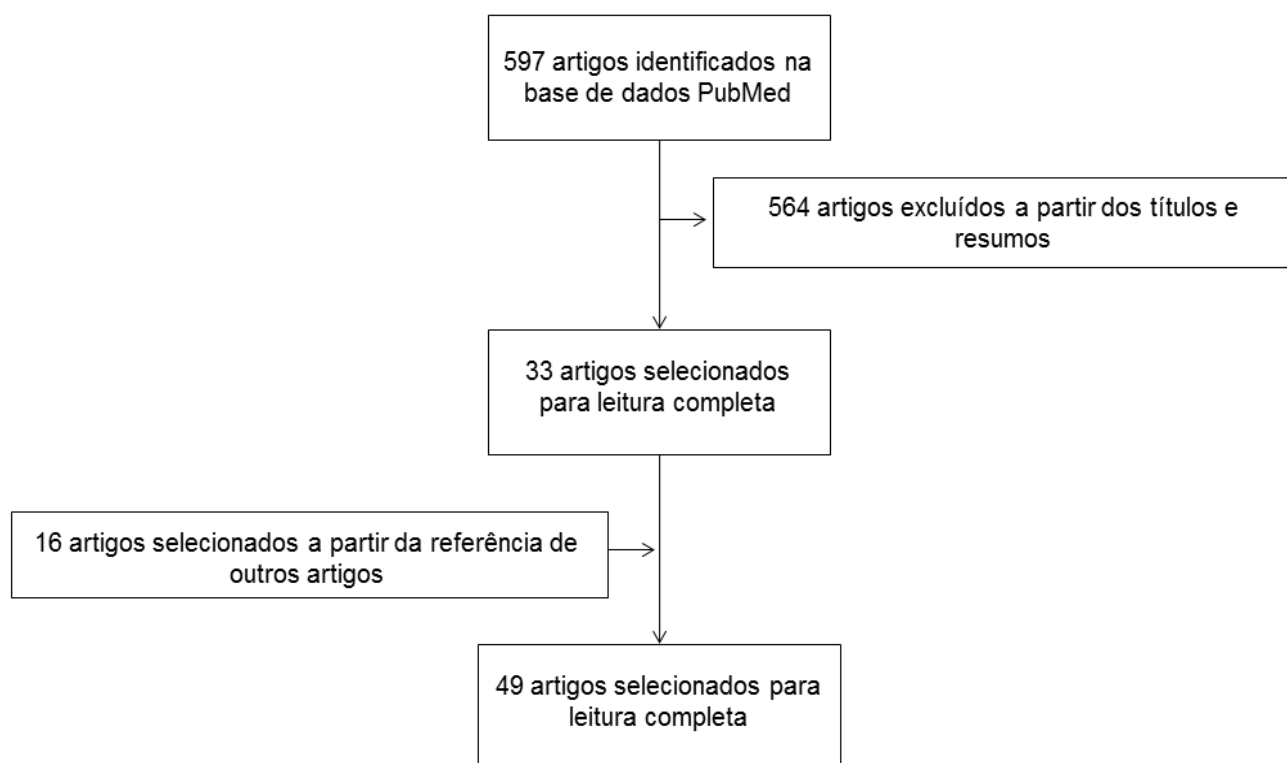 597 artigos identificados na
base de dados PubMed
564 artigos excluídos a partir dos títulos e
resumos
33 artigos selecionados
para leitura completa
16 artigos selecionados a partir da referência de
outros artigos
49 artigos selecionados para
leitura completa